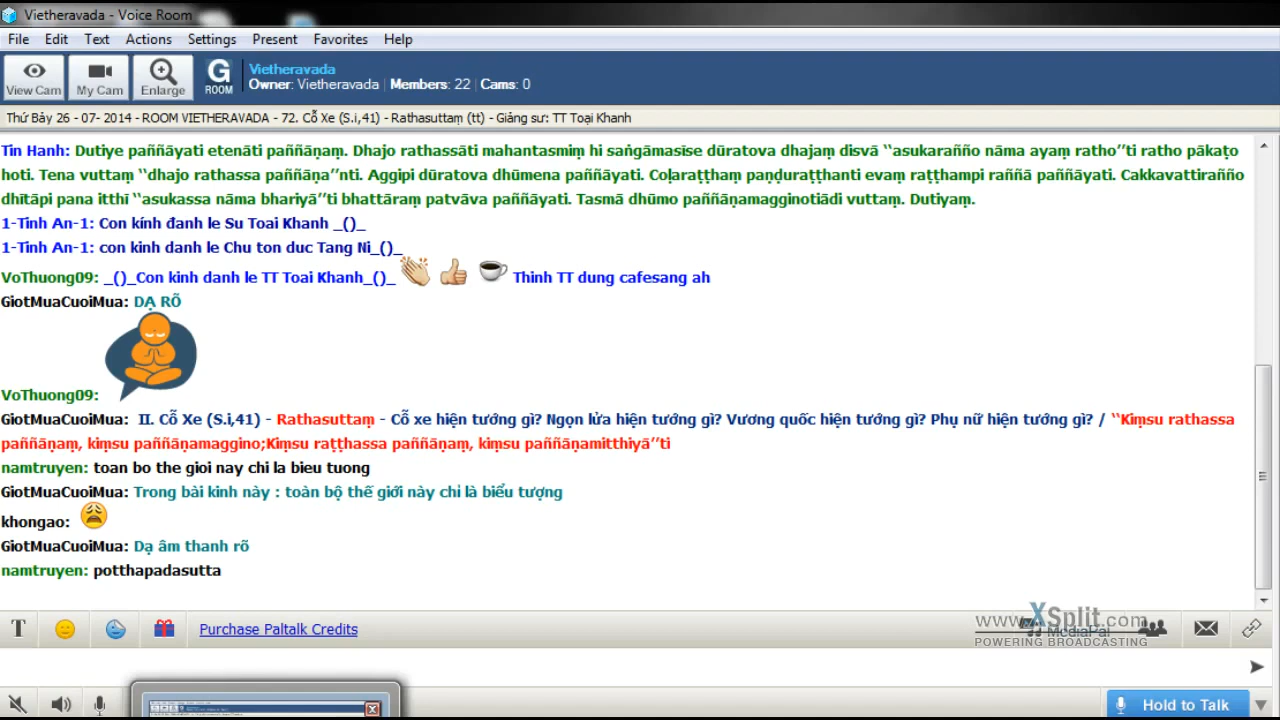 Vietheravada - Voice Room
File Edit Text Actions Settings Present Favorites Help
View Cam My Cam Enlarge G ROOM
Vietheravada
Owner: Vietheravada | Members: 22 | Cams: 0
Thứ Bảy 26 - 07- 2014 - ROOM VIETHERAVADA - 72. Cỗ Xe (S.i,41) - Rathasuttaṃ (tt) - Giảng sư: TT Toại Khanh
Tin Hanh: Dutiye paññāyati etenāti paññāṇaṃ. Dhajo rathassāti mahantasmiṃ hi saṅgāmasīse dūratova dhajaṃ disvā ‘‘asukarañño nāma ayaṃ ratho’’ti ratho pākaṭo
hoti. Tena vuttaṃ ‘‘dhajo rathassa paññāṇa’’nti. Aggipi dūratova dhūmena paññāyati. Coḷaraṭṭhaṃ paṇḍuraṭṭhanti evaṃ raṭṭhampi raññā paññāyati. Cakkavattirañño
dhītāpi pana itthī ‘‘asukassa nāma bhariyā’’ti bhattāraṃ patvāva paññāyati. Tasmā dhūmo paññāṇamagginotiādi vuttaṃ. Dutiyaṃ.
1-Tinh An-1: Con kính đanh le Su Toai Khanh _()_
1-Tinh An-1: con kinh danh le Chu ton duc Tang Ni_()_
VoThuong09: _()_Con kinh danh le TT Toai Khanh_()_ Thinh TT dung cafesang ah
GiotMuaCuoiMua: DẠ RÕ
VoThuong09:
GiotMuaCuoiMua: II. Cỗ Xe (S.i,41) - Rathasuttaṃ - Cỗ xe hiện tướng gì? Ngọn lửa hiện tướng gì? Vương quốc hiện tướng gì? Phụ nữ hiện tướng gì? / ‘‘Kiṃsu rathassa
paññāṇaṃ, kiṃsu paññāṇamaggino;Kiṃsu raṭṭhassa paññāṇaṃ, kiṃsu paññāṇamitthiyā’’ti
namtruyen: toan bo the gioi nay chi la bieu tuong
GiotMuaCuoiMua: Trong bài kinh này : toàn bộ thế giới này chỉ là biểu tượng
khongao:
GiotMuaCuoiMua: Dạ âm thanh rõ
namtruyen: potthapadasutta
T Purchase Paltalk Credits
www.XSplit.com
MediaPal
POWERING BROADCASTING
Hold to Talk